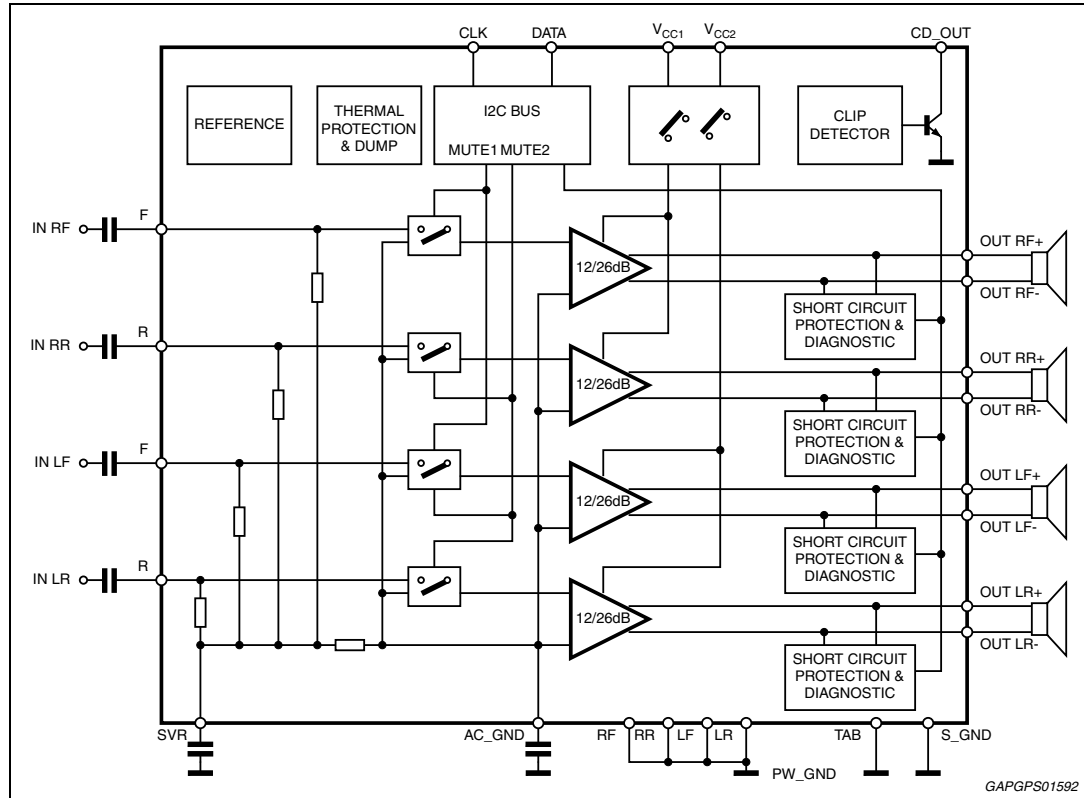 CLK
DATA
VCC1
VCC2
CD_OUT
REFERENCE
THERMAL
PROTECTION
& DUMP
I2C BUS
MUTE1 MUTE2
CLIP
DETECTOR
IN RF
F
12/26dB
OUT RF+
OUT RF-
SHORT CIRCUIT
PROTECTION &
DIAGNOSTIC
IN RR
R
12/26dB
OUT RR+
OUT RR-
SHORT CIRCUIT
PROTECTION &
DIAGNOSTIC
IN LF
F
12/26dB
OUT LF+
OUT LF-
SHORT CIRCUIT
PROTECTION &
DIAGNOSTIC
IN LR
R
12/26dB
OUT LR+
OUT LR-
SHORT CIRCUIT
PROTECTION &
DIAGNOSTIC
SVR
AC_GND
RF
RR
LF
LR
PW_GND
TAB
S_GND
GAPGPS01592